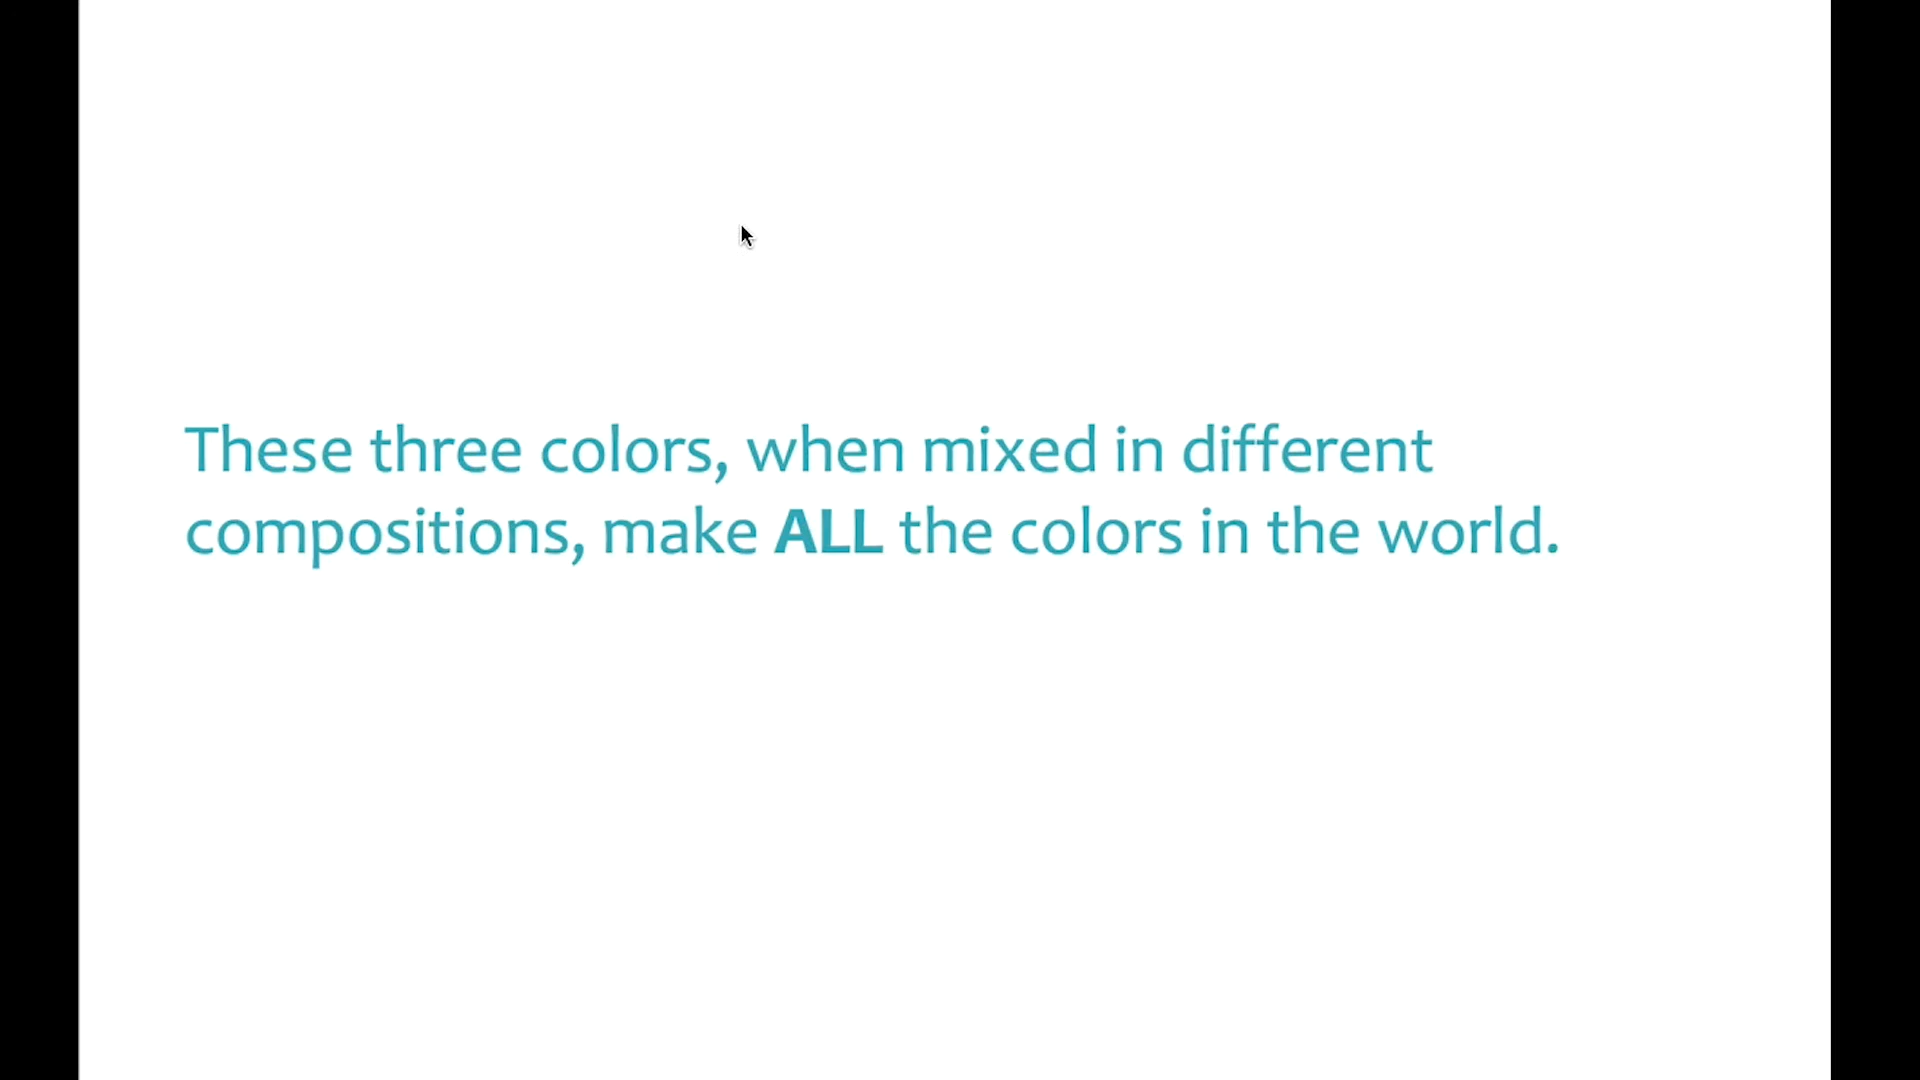 These three colors, when mixed in different
compositions, make ALL the colors in the world.